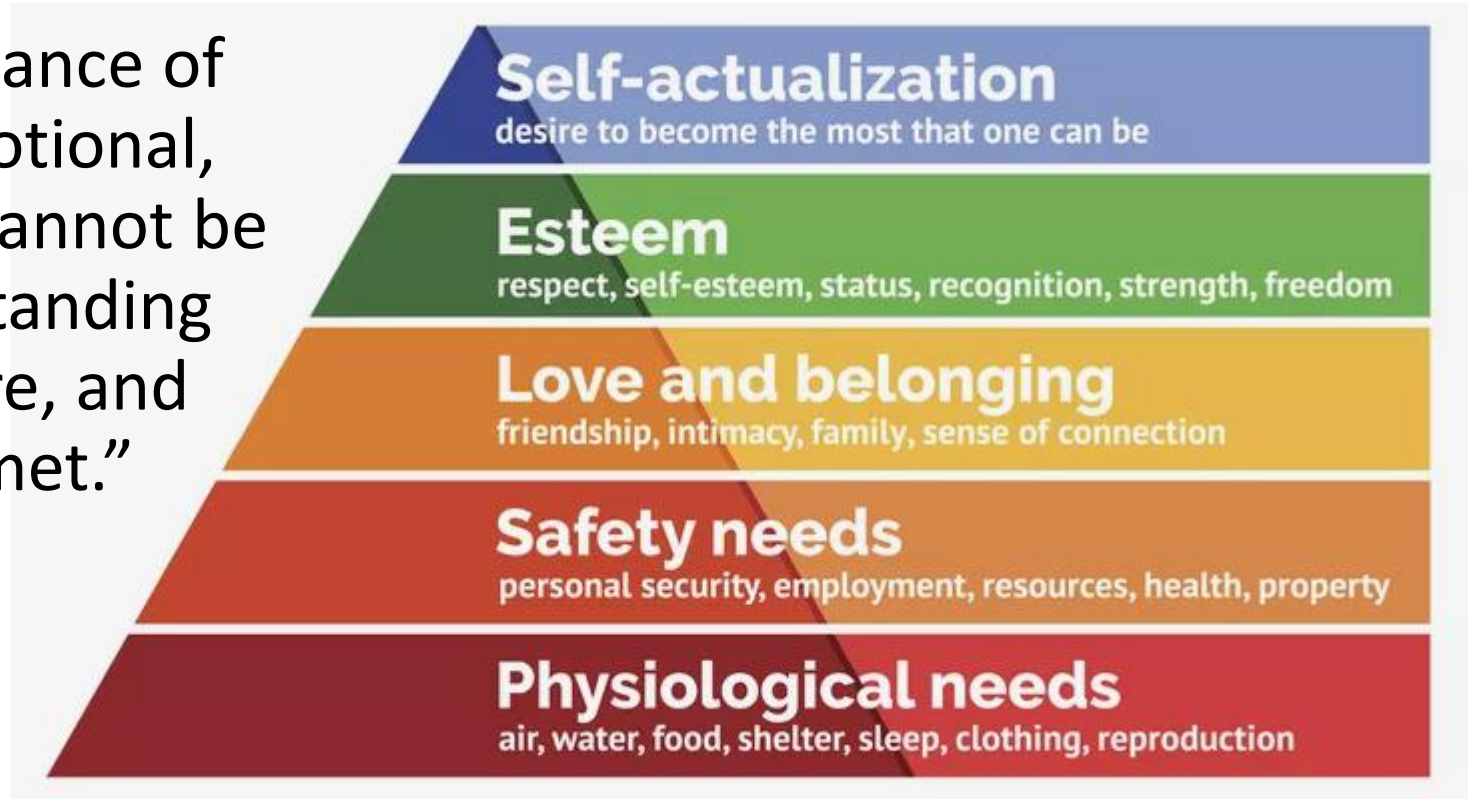 ance of
otional,
annot be
tanding
re, and
met.”
Self-actualization
desire to become the most that one can be
Esteem
respect, self-esteem, status, recognition, strength, freedom
Love and belonging
friendship, intimacy, family, sense of connection
Safety needs
personal security, employment, resources, health, property
Physiological needs
air, water, food, shelter, sleep, clothing, reproduction